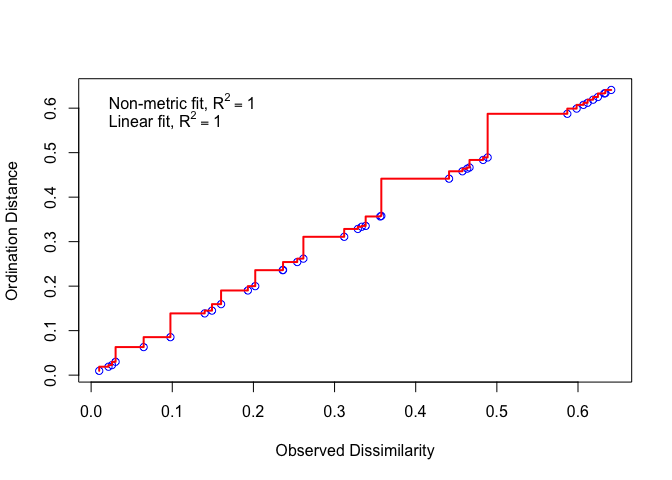 Non-metric fit, R² = 1
Linear fit, R² = 1
Ordination Distance
0.0
0.1
0.2
0.3
0.4
0.5
0.6
0.0 0.1 0.2 0.3 0.4 0.5 0.6
Observed Dissimilarity